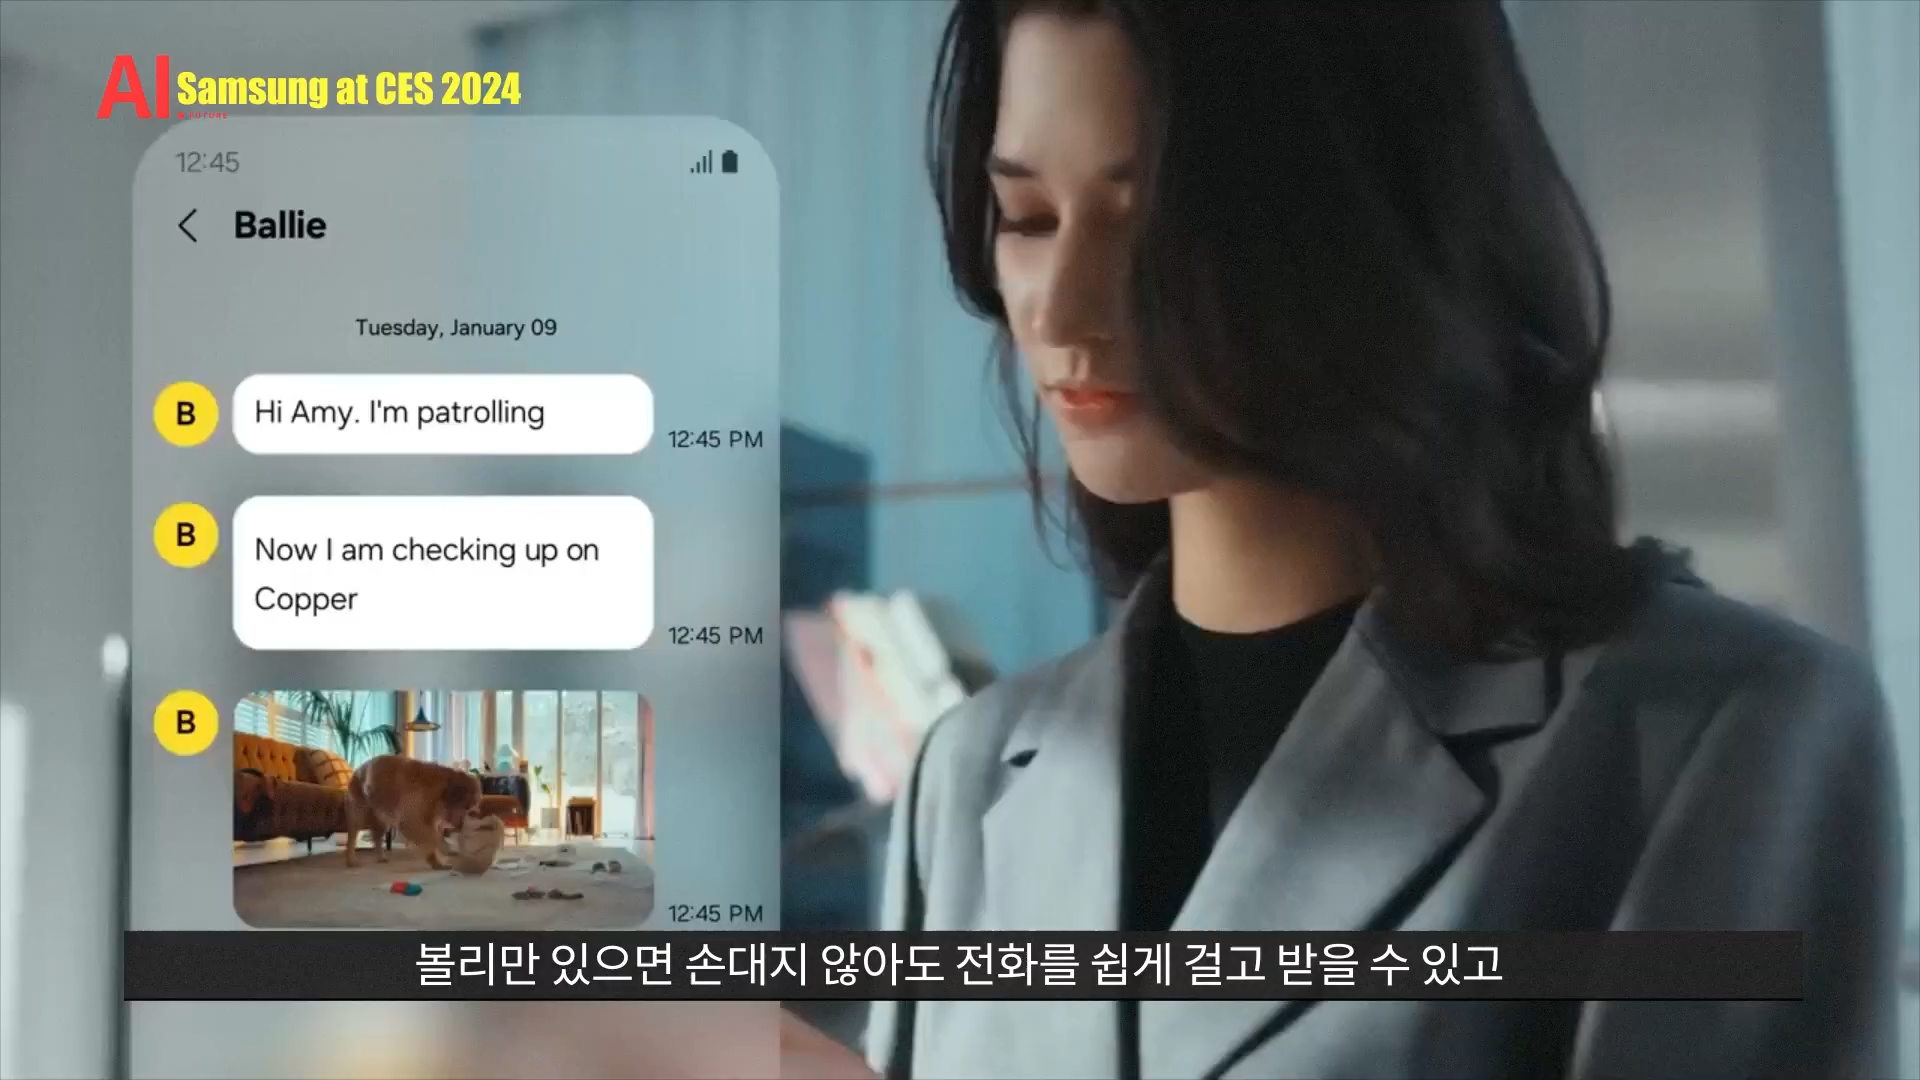 AI Samsung at CES 2024
& FUTURE
12:45
Ballie
Tuesday, January 09
B
Hi Amy. I'm patrolling
12:45 PM
B
Now I am checking up on
Copper
12:45 PM
B
12:45 PM
볼리만 있으면 손대지 않아도 전화를 쉽게 걸고 받을 수 있고